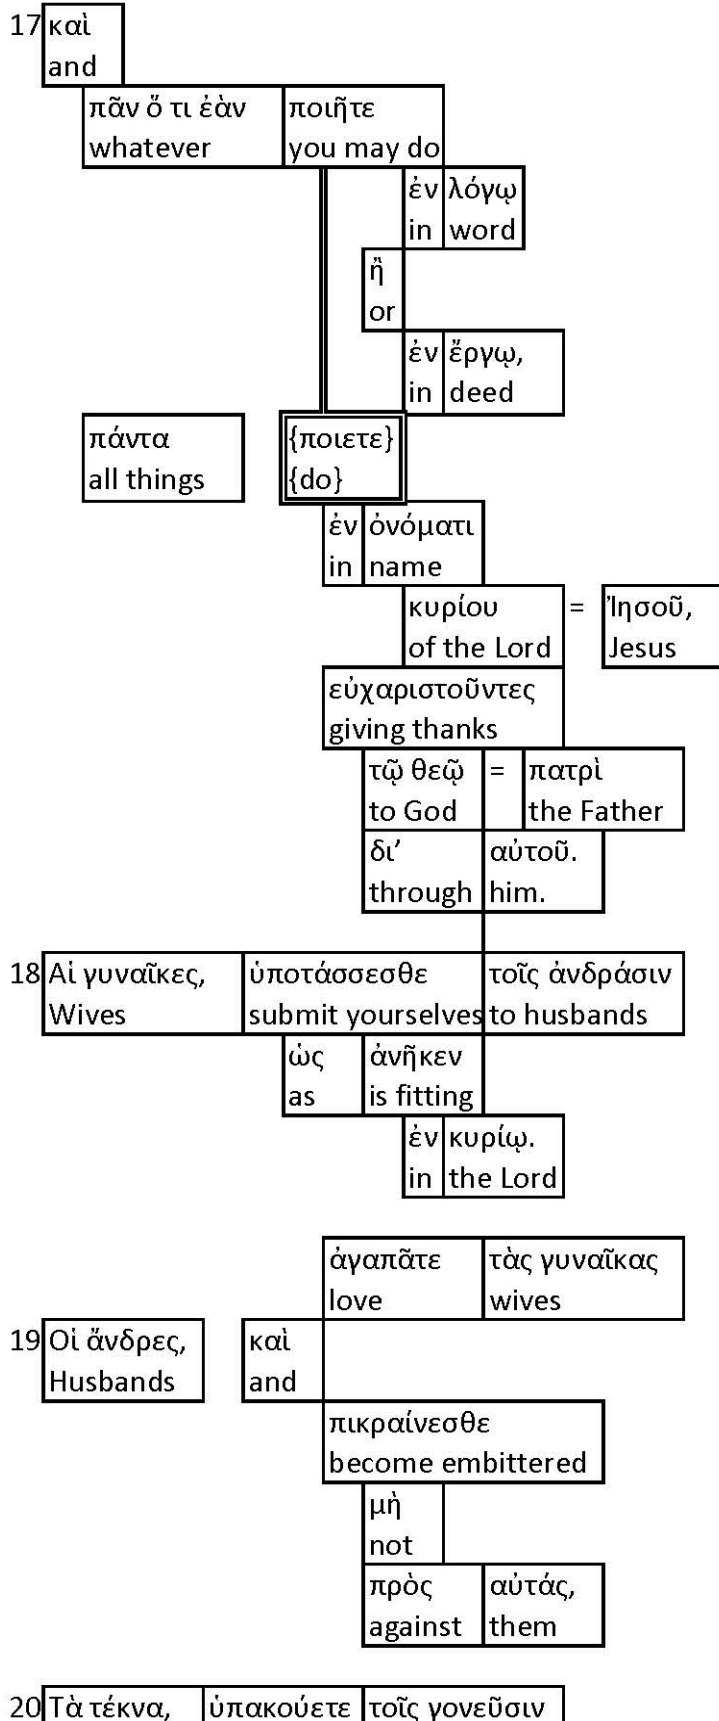 17 καὶ
and
πᾶν ὅ τι ἐὰν ποιῆτε
whatever you may do
ἐν λόγῳ
in word
ἢ
or
ἐν ἔργῳ,
in deed
πάντα {ποιετε}
all things {do}
ἐν ὀνόματι
in name
κυρίου = Ἰησοῦ,
of the Lord Jesus
εὐχαριστοῦντες
giving thanks
τῷ θεῷ = πατρὶ
to God the Father
δι’ αὐτοῦ.
through him.
18 Αἱ γυναῖκες, ὑποτάσσεσθε τοῖς ἀνδράσιν
Wives submit yourselves to husbands
ὡς ἀνῆκεν
as is fitting
ἐν κυρίῳ.
in the Lord
ἀγαπᾶτε τὰς γυναῖκας
love wives
19 Οἱ ἄνδρες, καὶ
Husbands and
πικραίνεσθε
become embittered
μὴ
not
πρὸς αὐτάς,
against them
20 Τὰ τέκνα, ὑπακούετε τοῖς γονεῦσιν